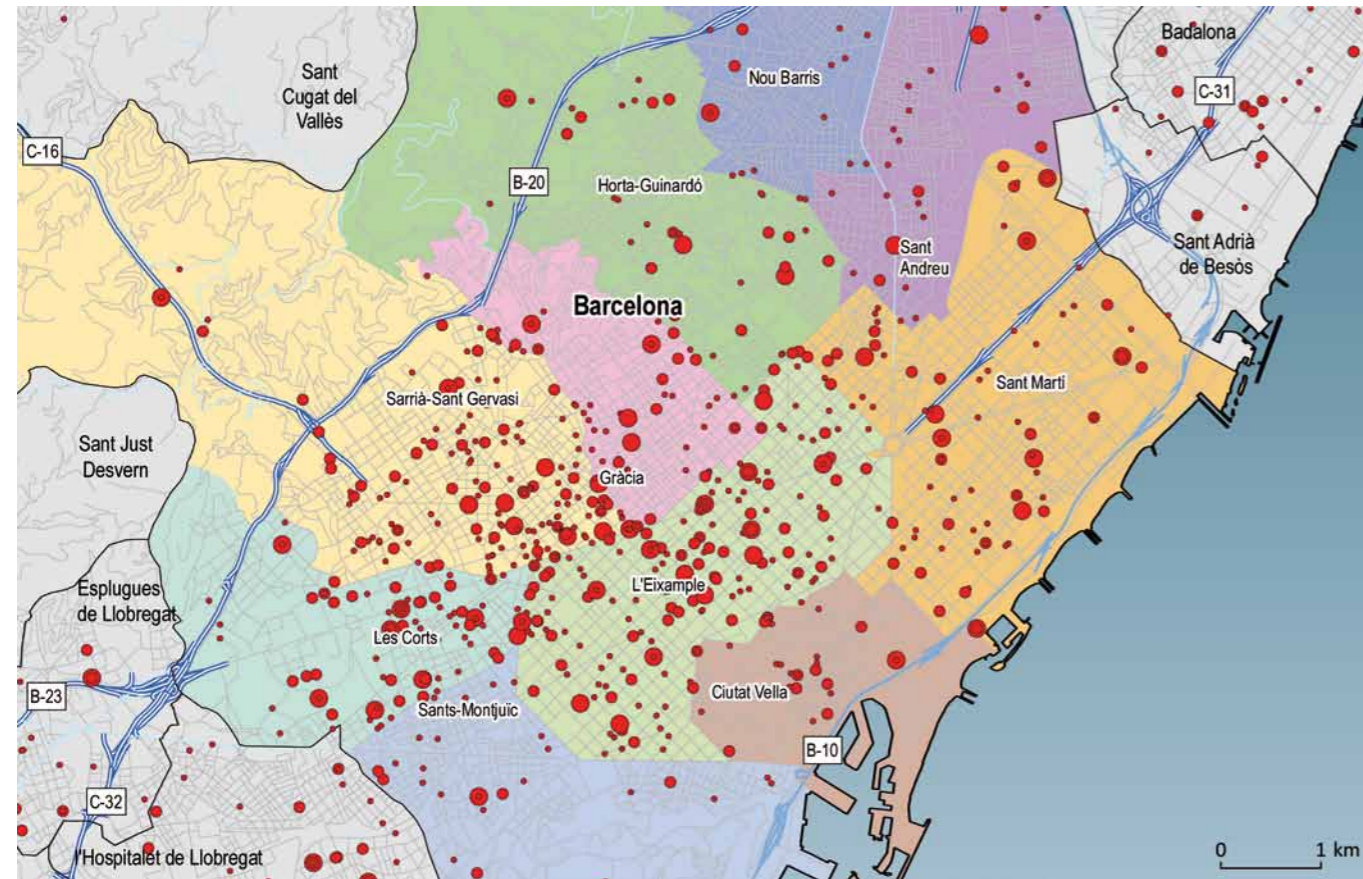 Badalona
Sant
Cugat del
Vallès
Nou Barris
C-31
C-16
B-20
Horta-Guinardó
Sant
Andreu
Sant Adrià
de Besòs
Barcelona
Sant Martí
Sarrià-Sant Gervasi
Sant Just
Desvern
Gràcia
L'Eixample
Esplugues
de Llobregat
Les Corts
Ciutat Vella
B-23
Sants-Montjuïc
B-10
C-32
l'Hospitalet de Llobregat
0 1 km